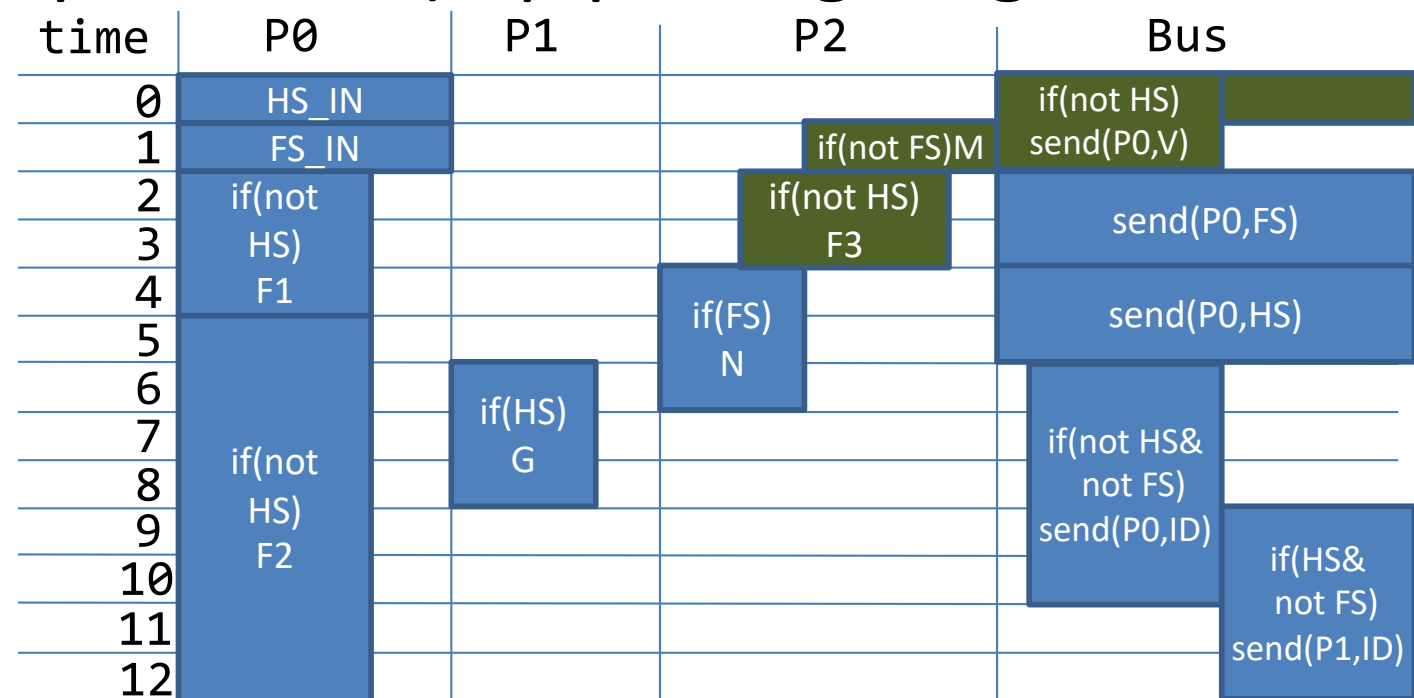 time P0 P1 P2 Bus
0 HS_IN if(not HS)
1 FS_IN if(not FS)M send(P0,V)
2 if(not if(not HS) send(P0,FS)
3 HS) F3
4 F1 if(FS) send(P0,HS)
5 N
6 if(HS)
7 G if(not HS&
8 if(not not FS)
9 HS) send(P0,ID) if(HS&
10 F2 not FS)
11 send(P1,ID)
12